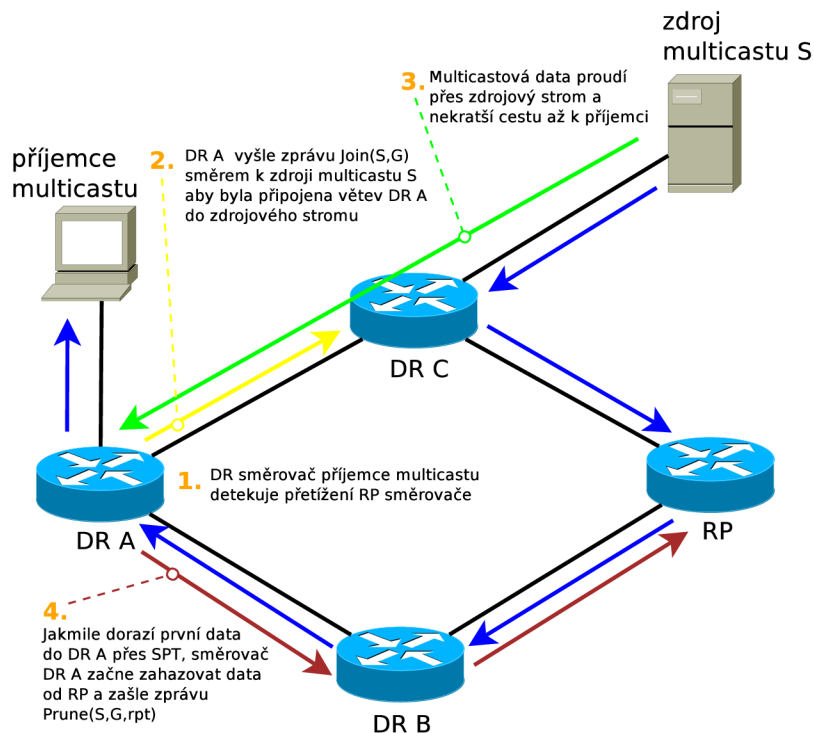 zdroj
multicastu S
3. Multicastová data proudí
přes zdrojový strom a
nekratší cestu až k příjemci
příjemce
multicastu
2. DR A vyšle zprávu Join(S,G)
směrem k zdroji multicastu S
aby byla připojena větev DR A
do zdrojového stromu
DR C
1. DR směrovač příjemce multicastu
detekuje přetížení RP směrovače
DR A
RP
4.
Jakmile dorazí první data
do DR A přes SPT, směrovač
DR A začne zahazovat data
od RP a zašle zprávu
Prune(S,G,rpt)
DR B